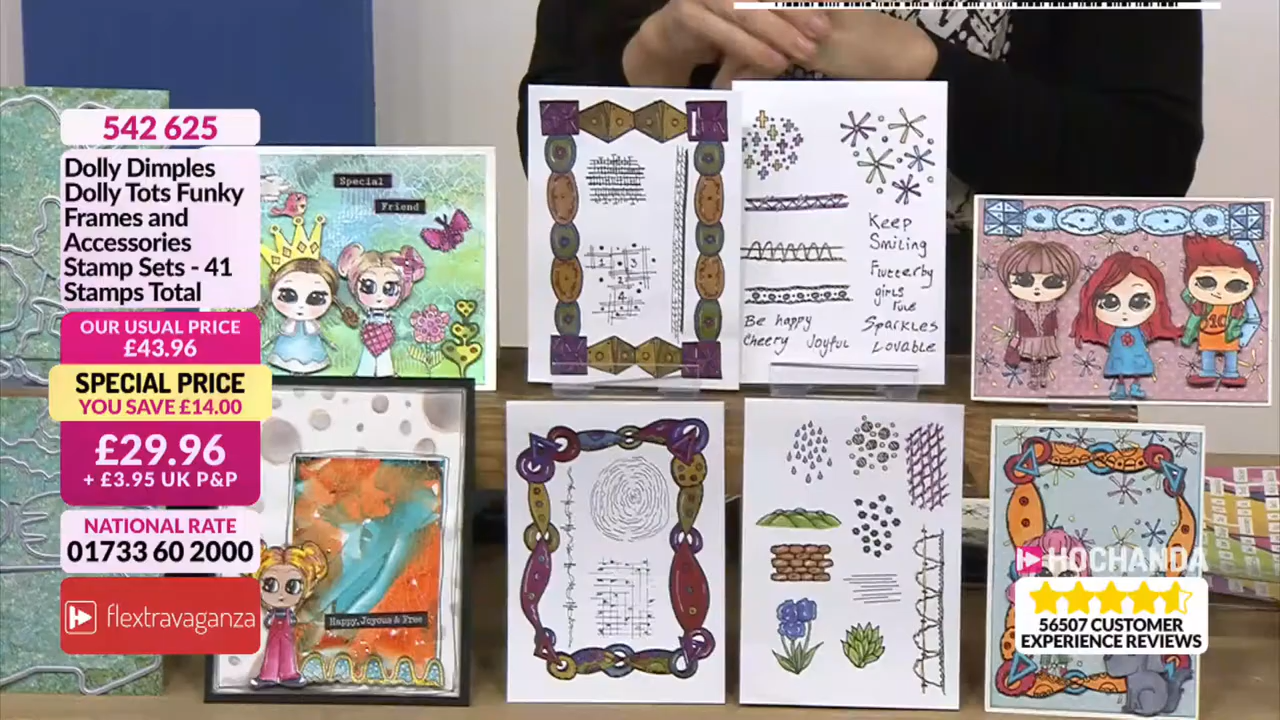 542 625
Dolly Dimples
Dolly Tots Funky
Frames and
Accessories
Stamp Sets - 41
Stamps Total
OUR USUAL PRICE
£43.96
SPECIAL PRICE
YOU SAVE £14.00
£29.96
+ £3.95 UK P&P
NATIONAL RATE
01733 60 2000
flextravaganza
Special
Friend
Happy, Joyous & Free
Keep
Smiling
Flutterby
girls
Be happy
Cheery Joyful
Sparkles
Lovable
HOCHANDA
56507 CUSTOMER
EXPERIENCE REVIEWS